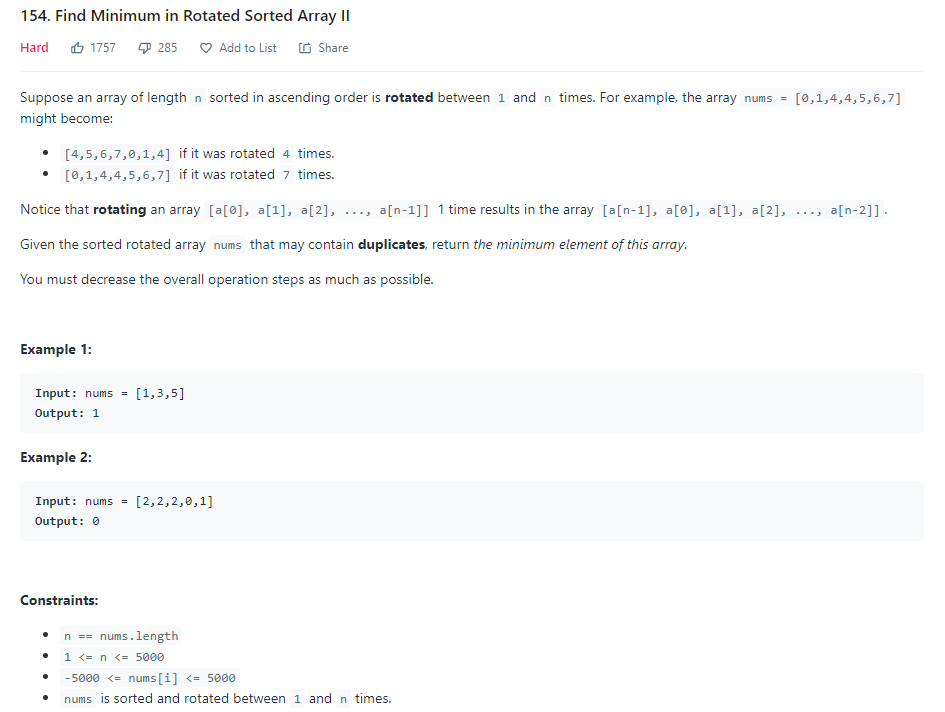 154. Find Minimum in Rotated Sorted Array II
Hard 1757 285 Add to List Share
Suppose an array of length n sorted in ascending order is rotated between 1 and n times. For example, the array nums = [0,1,4,4,5,6,7]
might become:
• [4,5,6,7,0,1,4] if it was rotated 4 times.
• [0,1,4,4,5,6,7] if it was rotated 7 times.
Notice that rotating an array [a[0], a[1], a[2], ..., a[n-1]] 1 time results in the array [a[n-1], a[0], a[1], a[2], ..., a[n-2]].
Given the sorted rotated array nums that may contain duplicates, return the minimum element of this array.
You must decrease the overall operation steps as much as possible.
Example 1:
Input: nums = [1,3,5]
Output: 1
Example 2:
Input: nums = [2,2,2,0,1]
Output: 0
Constraints:
• n == nums.length
• 1 <= n <= 5000
• -5000 <= nums[i] <= 5000
• nums is sorted and rotated between 1 and n times.